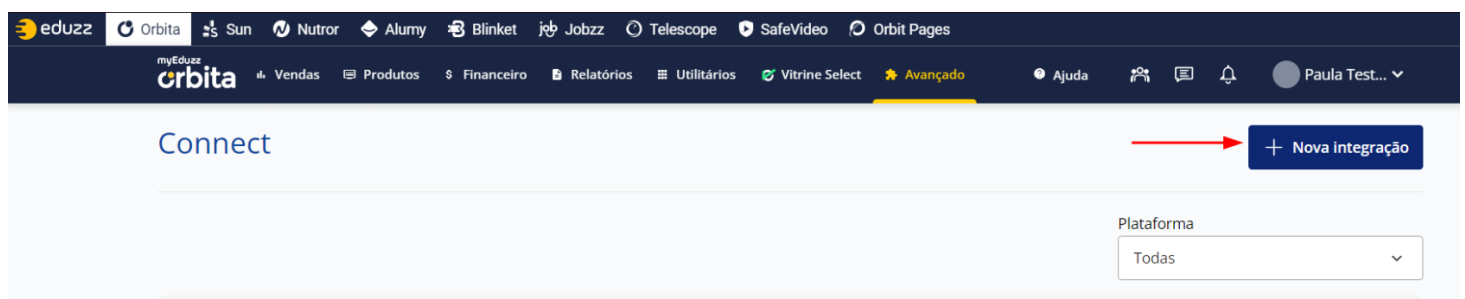 eduzz Orbita Sun Nutror Alumy Blinket jobzz Jobzz Telescope SafeVideo Orbit Pages
myEduzz
orbita Vendas Produtos $ Financeiro Relatórios Utilitários Vitrine Select Avançado Ajuda Paula Test...
Connect + Nova integração
Plataforma
Todas